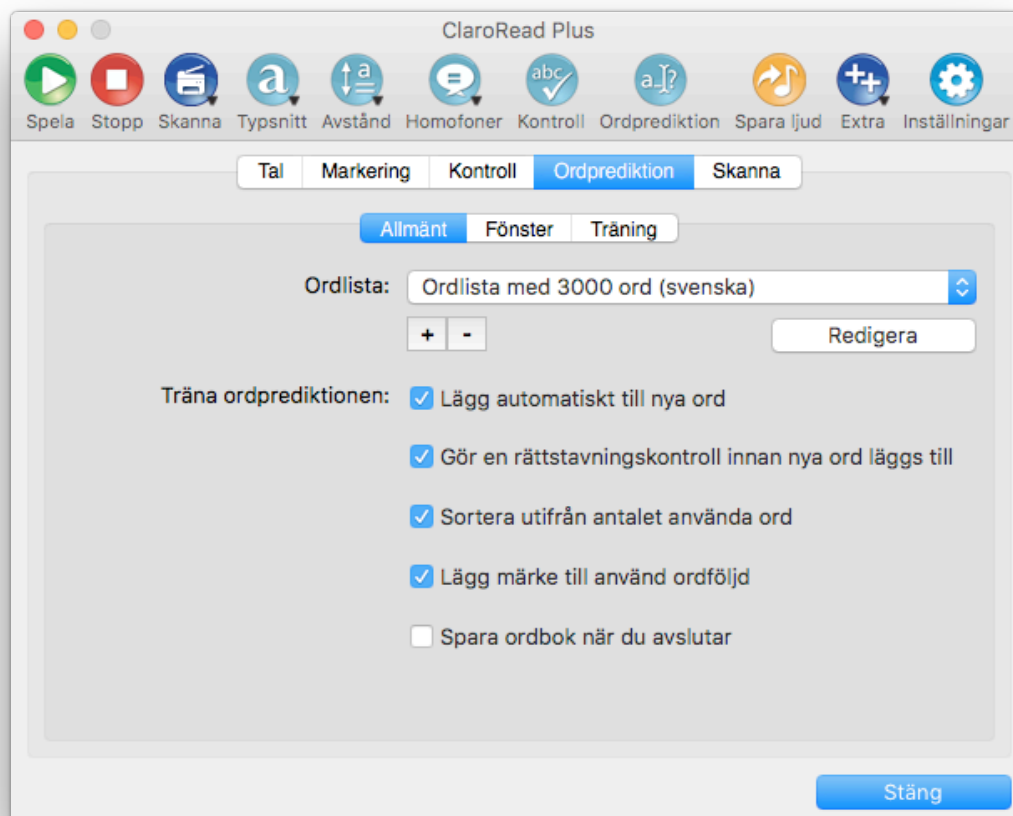 ClaroRead Plus
abc
a
a
a..?
Spela Stopp Skanna Typsnitt Avstånd Homofoner Kontroll Ordprediktion Spara ljud Extra Inställningar
Tal Markering Kontroll Ordprediktion Skanna
Allmänt Fönster Träning
Ordlista: Ordlista med 3000 ord (svenska)
+ - Redigera
Träna ordprediktionen: Lägg automatiskt till nya ord
Gör en rättstavningskontroll innan nya ord läggs till
Sortera utifrån antalet använda ord
Lägg märke till använd ordföljd
Spara ordbok när du avslutar
Stäng